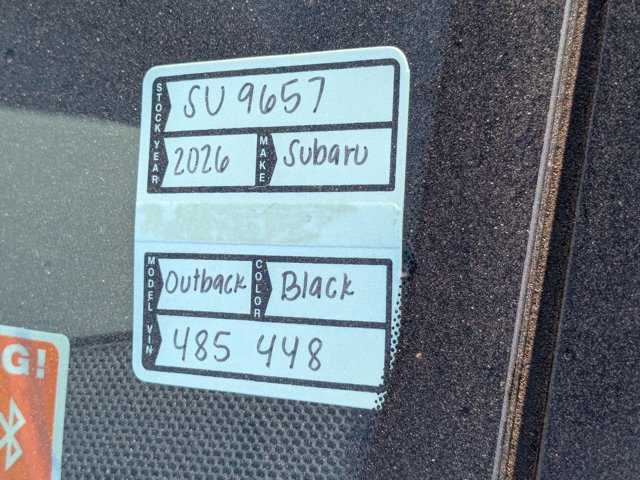 STOCK SU 9657
YEAR 2026 MAKE Subaru
MODEL Outback COLOR Black
VIN 485 448
G!